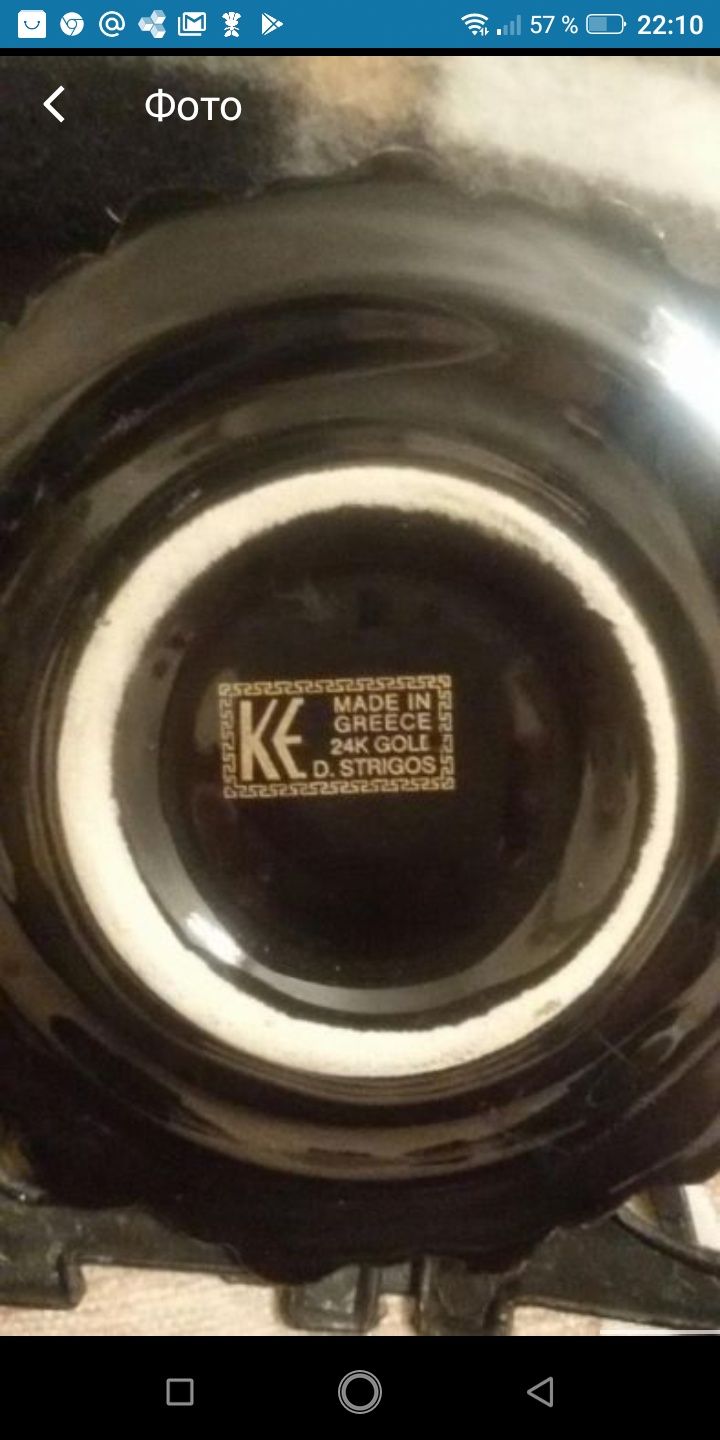 57 %
22:10
Фото
KE
MADE IN
GREECE
24K GOLD
D. STRIGOS